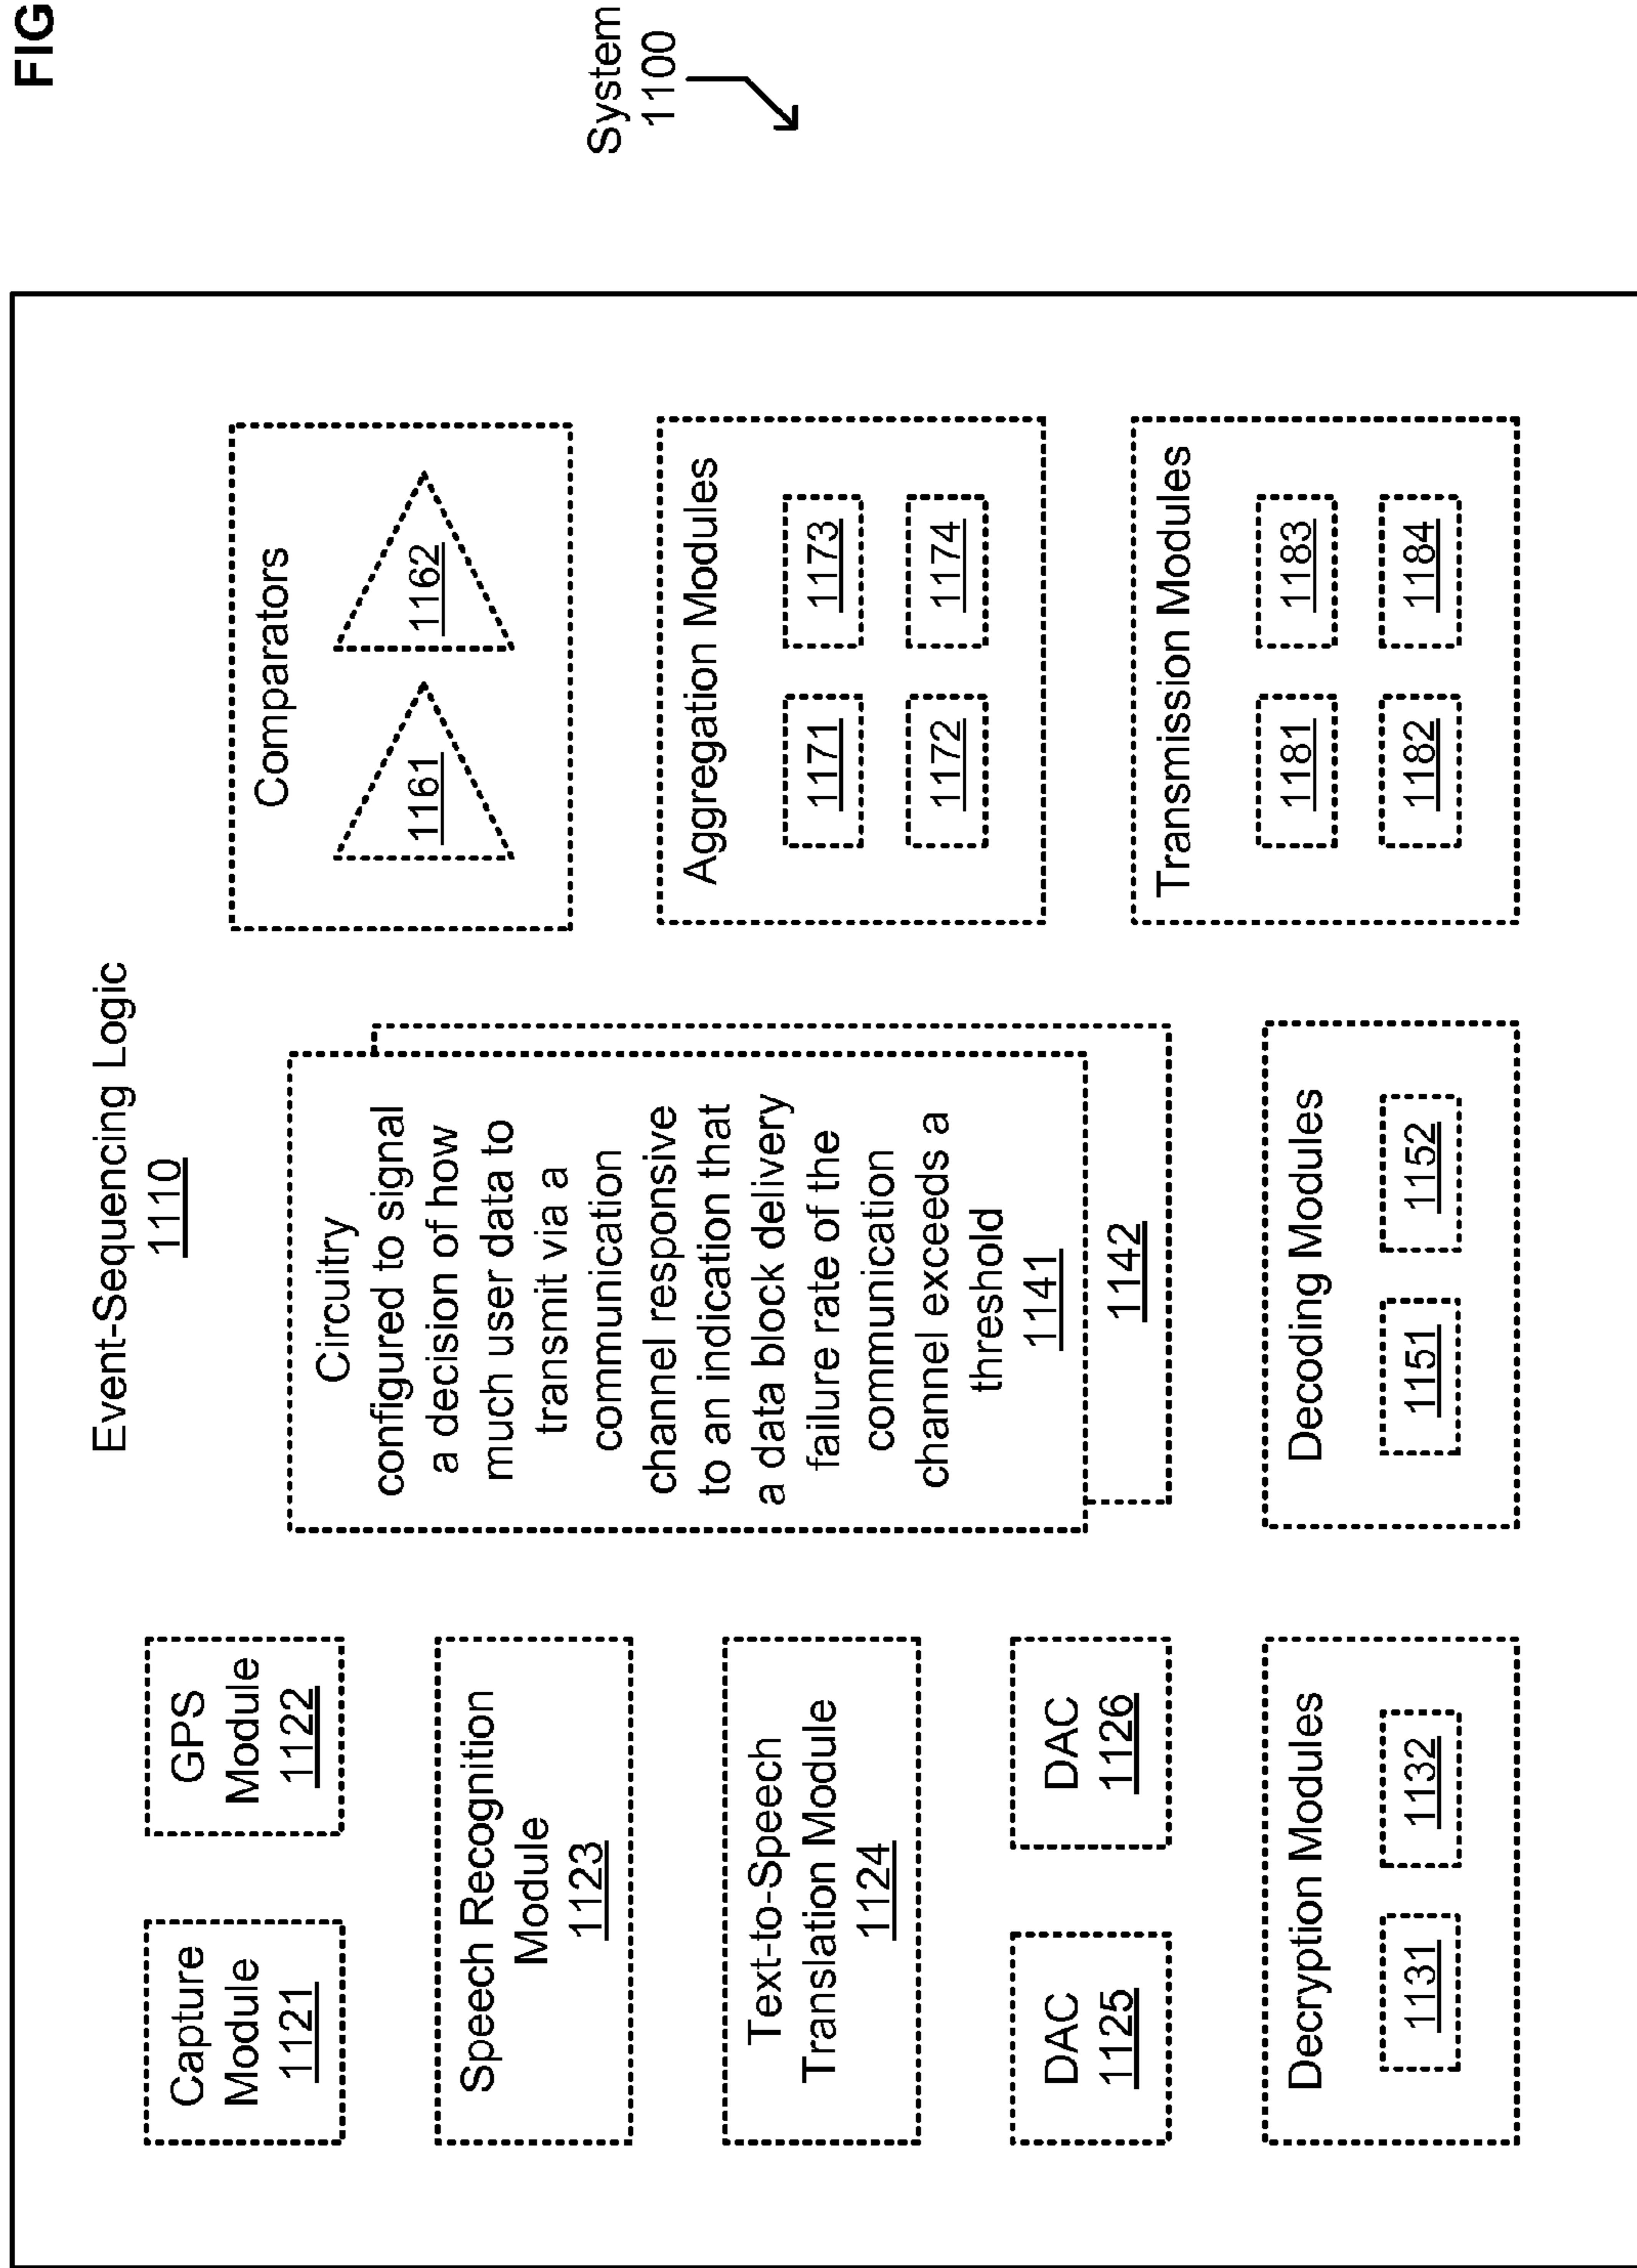 FIG
System
1100
Event-Sequencing Logic
1110
Capture
Module
1121
GPS
Module
1122
Speech Recognition
Module
1123
Text-to-Speech
Translation Module
1124
DAC
1125
DAC
1126
Decryption Modules
1131
1132
Circuitry
configured to signal
a decision of how
much user data to
transmit via a
communication
channel responsive
to an indication that
a data block delivery
failure rate of the
communication
channel exceeds a
threshold
1141
1142
Decoding Modules
1151
1152
Comparators
1161
1162
Aggregation Modules
1171
1173
1172
1174
Transmission Modules
1181
1183
1182
1184